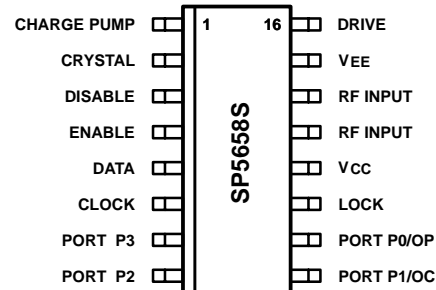 CHARGE PUMP 1 16 DRIVE
CRYSTAL VEE
DISABLE RF INPUT
ENABLE RF INPUT
SP5658S
DATA VCC
CLOCK LOCK
PORT P3 PORT P0/OP
PORT P2 PORT P1/OC